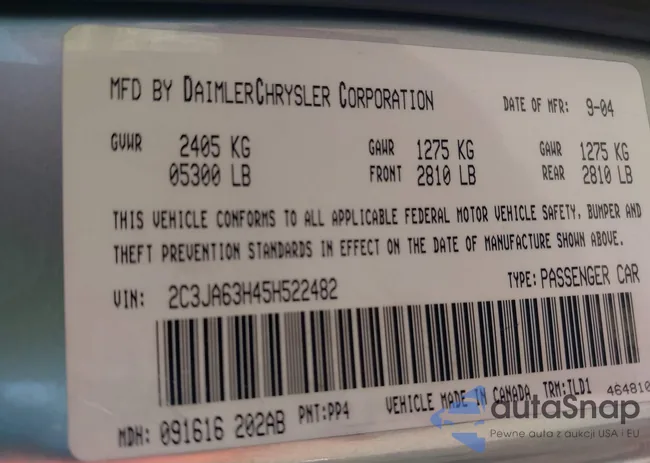 MFD BY DAIMLERCHRYSLER CORPORATION DATE OF MFR: 9-04
GVWR 2405 KG GAWR 1275 KG GAWR 1275 KG
05300 LB FRONT 2810 LB REAR 2810 LB
THIS VEHICLE CONFORMS TO ALL APPLICABLE FEDERAL MOTOR VEHICLE SAFETY, BUMPER AND
THEFT PREVENTION STANDARDS IN EFFECT ON THE DATE OF MANUFACTURE SHOWN ABOVE.
VIN: 2C3JA63H45H522482 TYPE: PASSENGER CAR
MDH: 091616 202AB PNT: PP4 VEHICLE MADE IN CANADA TRM: TLD1 464810
autaSnap
Pewne auta z aukcji USA i EU